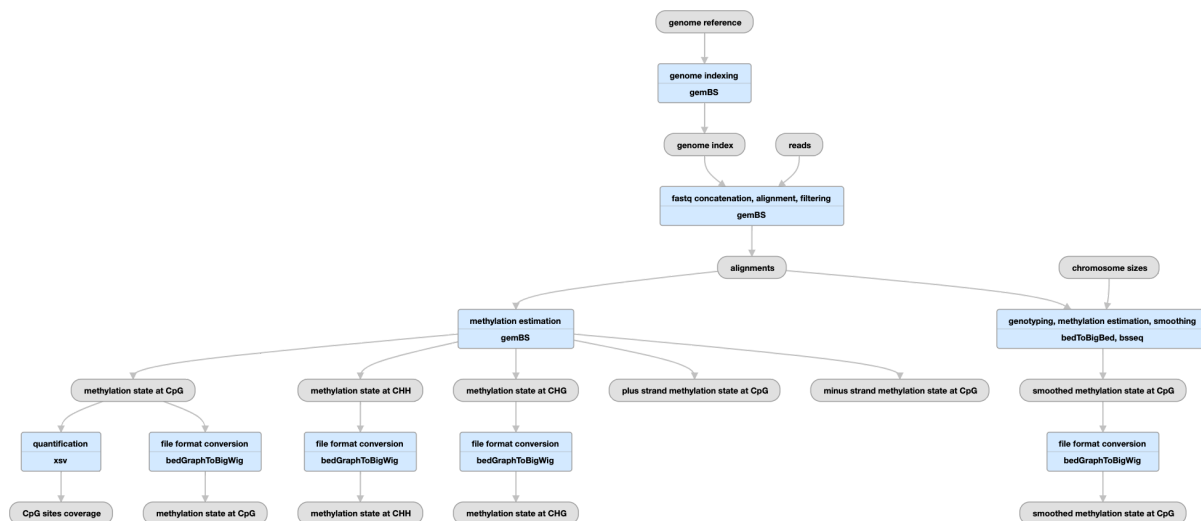 genome reference
genome indexing
gemBS
genome index
reads
fastq concatenation, alignment, filtering
gemBS
alignments
chromosome sizes
methylation estimation
gemBS
genotyping, methylation estimation, smoothing
bedToBigBed, bsseq
methylation state at CpG
methylation state at CHH
methylation state at CHG
plus strand methylation state at CpG
minus strand methylation state at CpG
smoothed methylation state at CpG
quantification
xsv
file format conversion
bedGraphToBigWig
file format conversion
bedGraphToBigWig
file format conversion
bedGraphToBigWig
file format conversion
bedGraphToBigWig
CpG sites coverage
methylation state at CpG
methylation state at CHH
methylation state at CHG
smoothed methylation state at CpG